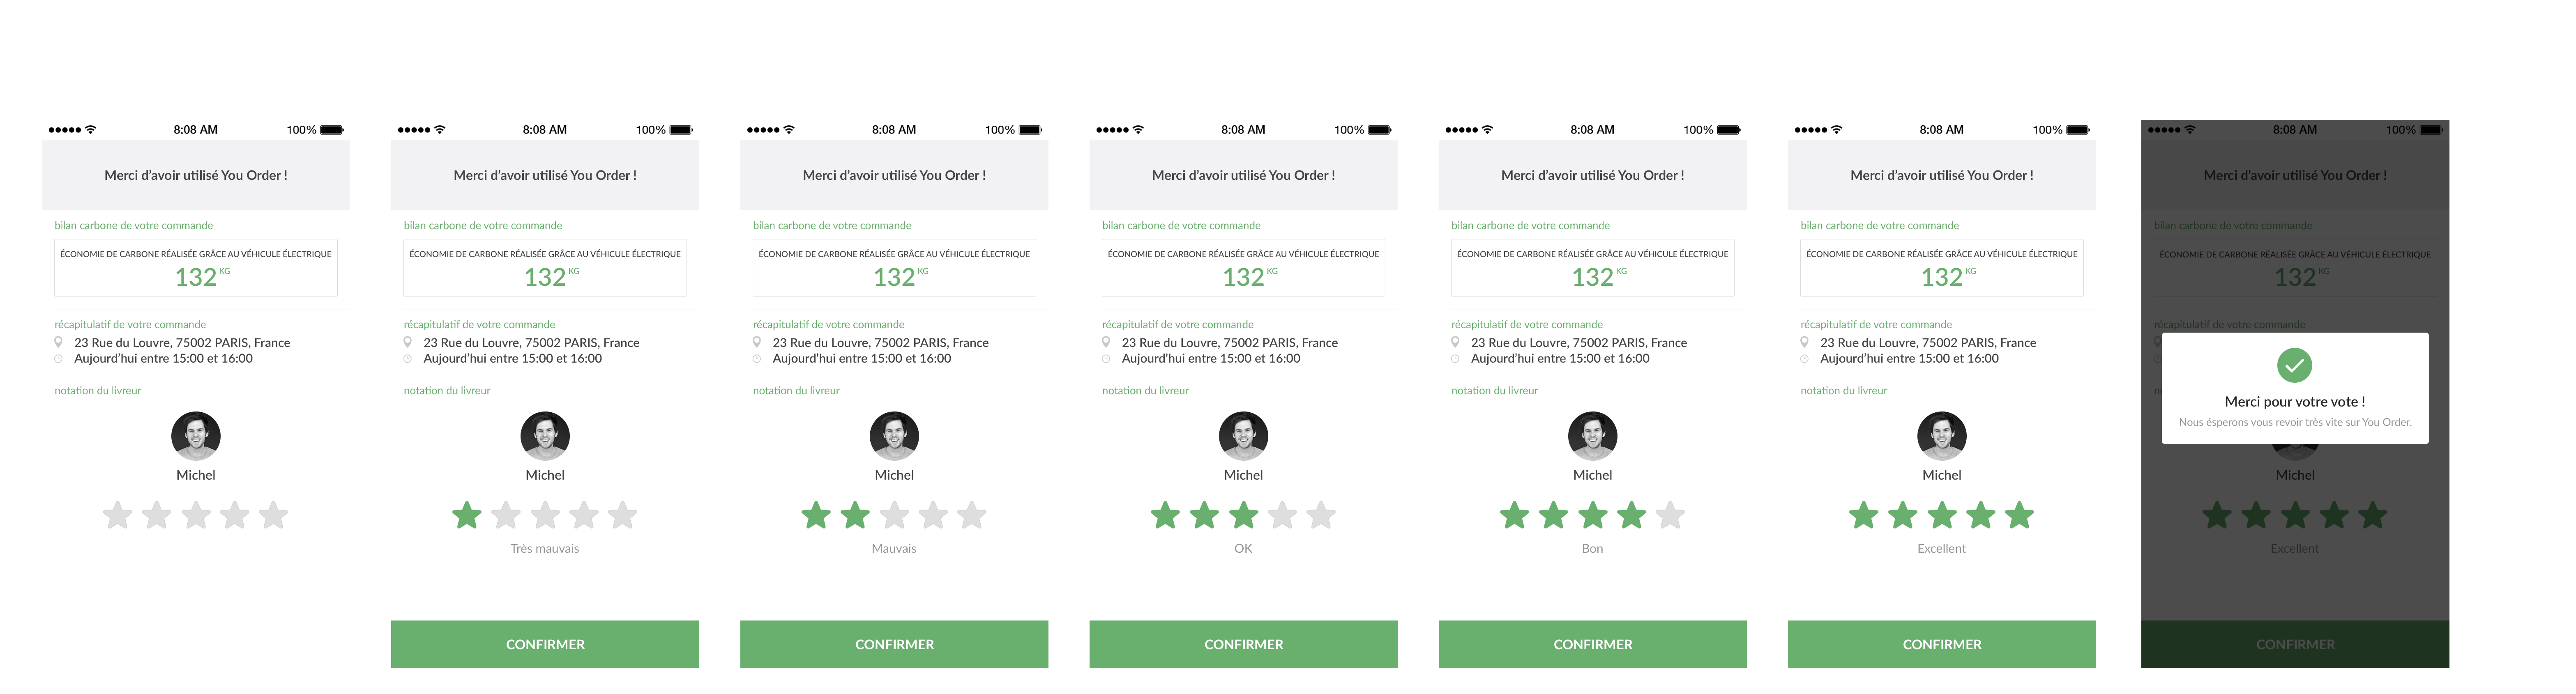 8:08 AM
100%
Merci d'avoir utilisé You Order !
bilan carbone de votre commande
ÉCONOMIE DE CARBONE RÉALISÉE GRÂCE AU VÉHICULE ÉLECTRIQUE
132 KG
récapitulatif de votre commande
23 Rue du Louvre, 75002 PARIS, France
Aujourd'hui entre 15:00 et 16:00
notation du livreur
Michel
8:08 AM
100%
Merci d'avoir utilisé You Order !
bilan carbone de votre commande
ÉCONOMIE DE CARBONE RÉALISÉE GRÂCE AU VÉHICULE ÉLECTRIQUE
132 KG
récapitulatif de votre commande
23 Rue du Louvre, 75002 PARIS, France
Aujourd'hui entre 15:00 et 16:00
notation du livreur
Michel
Très mauvais
CONFIRMER
8:08 AM
100%
Merci d'avoir utilisé You Order !
bilan carbone de votre commande
ÉCONOMIE DE CARBONE RÉALISÉE GRÂCE AU VÉHICULE ÉLECTRIQUE
132 KG
récapitulatif de votre commande
23 Rue du Louvre, 75002 PARIS, France
Aujourd'hui entre 15:00 et 16:00
notation du livreur
Michel
Mauvais
CONFIRMER
8:08 AM
100%
Merci d'avoir utilisé You Order !
bilan carbone de votre commande
ÉCONOMIE DE CARBONE RÉALISÉE GRÂCE AU VÉHICULE ÉLECTRIQUE
132 KG
récapitulatif de votre commande
23 Rue du Louvre, 75002 PARIS, France
Aujourd'hui entre 15:00 et 16:00
notation du livreur
Michel
OK
CONFIRMER
8:08 AM
100%
Merci d'avoir utilisé You Order !
bilan carbone de votre commande
ÉCONOMIE DE CARBONE RÉALISÉE GRÂCE AU VÉHICULE ÉLECTRIQUE
132 KG
récapitulatif de votre commande
23 Rue du Louvre, 75002 PARIS, France
Aujourd'hui entre 15:00 et 16:00
notation du livreur
Michel
Bon
CONFIRMER
8:08 AM
100%
Merci d'avoir utilisé You Order !
bilan carbone de votre commande
ÉCONOMIE DE CARBONE RÉALISÉE GRÂCE AU VÉHICULE ÉLECTRIQUE
132 KG
récapitulatif de votre commande
23 Rue du Louvre, 75002 PARIS, France
Aujourd'hui entre 15:00 et 16:00
notation du livreur
Michel
Excellent
CONFIRMER
8:08 AM
100%
Merci d'avoir utilisé You Order !
bilan carbone de votre commande
ÉCONOMIE DE CARBONE RÉALISÉE GRÂCE AU VÉHICULE ÉLECTRIQUE
132 KG
récapitulatif de votre commande
Merci pour votre vote !
Nous ésperons vous revoir très vite sur You Order.
Michel
Excellent
CONFIRMER